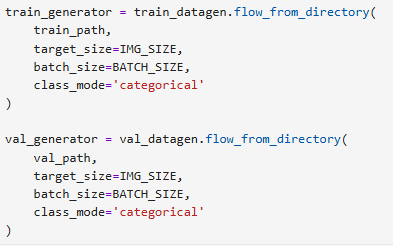 train_generator = train_datagen.flow_from_directory(
    train_path,
    target_size=IMG_SIZE,
    batch_size=BATCH_SIZE,
    class_mode='categorical'
)

val_generator = val_datagen.flow_from_directory(
    val_path,
    target_size=IMG_SIZE,
    batch_size=BATCH_SIZE,
    class_mode='categorical'
)